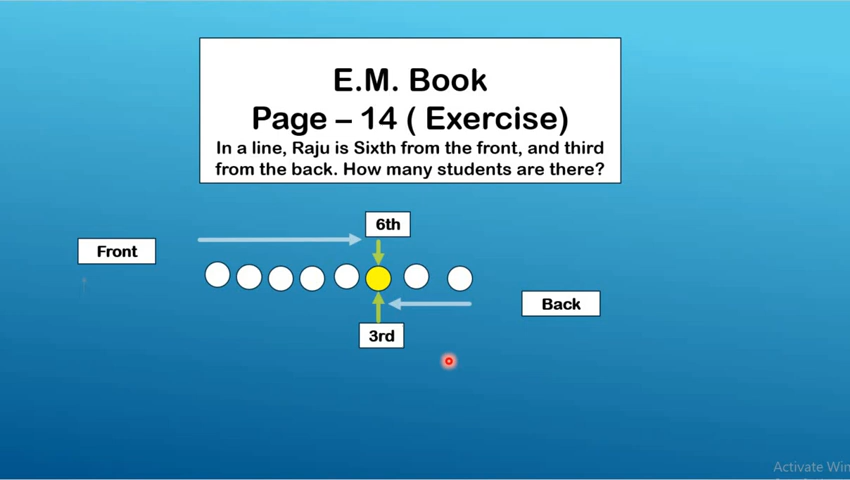 E.M. Book
Page – 14 ( Exercise)
In a line, Raju is Sixth from the front, and third
from the back. How many students are there?
6th
Front
Back
3rd
Activate Win